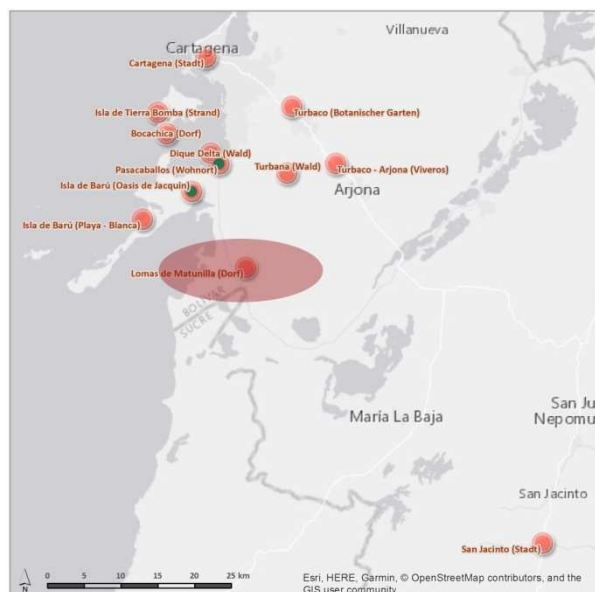 Villanueva
Cartagena
Cartagena (Stadt)
Isla de Tierra Bomba (Strand)
Turbaco (Botanischer Garten)
Bocachica (Dorf)
Dique Delta (Wald)
Pasacaballos (Wohnort)
Turbana (Wald)
Turbaco - Arjona (Viveros)
Isla de Barú (Oasis de Jacquin)
Arjona
Isla de Barú (Playa - Blanca)
Lomas de Matunilla (Dorf)
BOLÍVAR
SUCRE
María La Baja
San Ju
Nepomu
San Jacinto
San Jacinto (Stadt)
N
0 5 10 15 20 25 km
Esri, HERE, Garmin, © OpenStreetMap contributors, and the
GIS user community